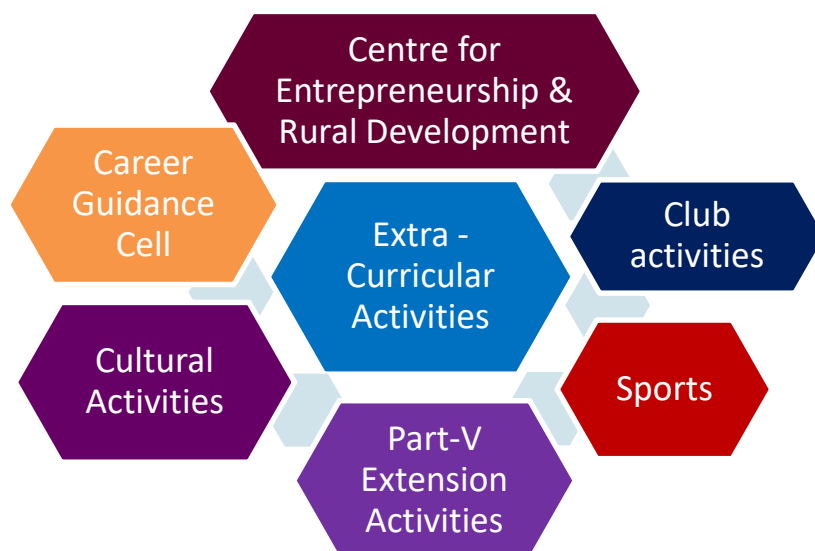 Centre for
Entrepreneurship &
Rural Development
Career
Guidance
Cell
Extra -
Curricular
Activities
Club
activities
Cultural
Activities
Sports
Part-V
Extension
Activities